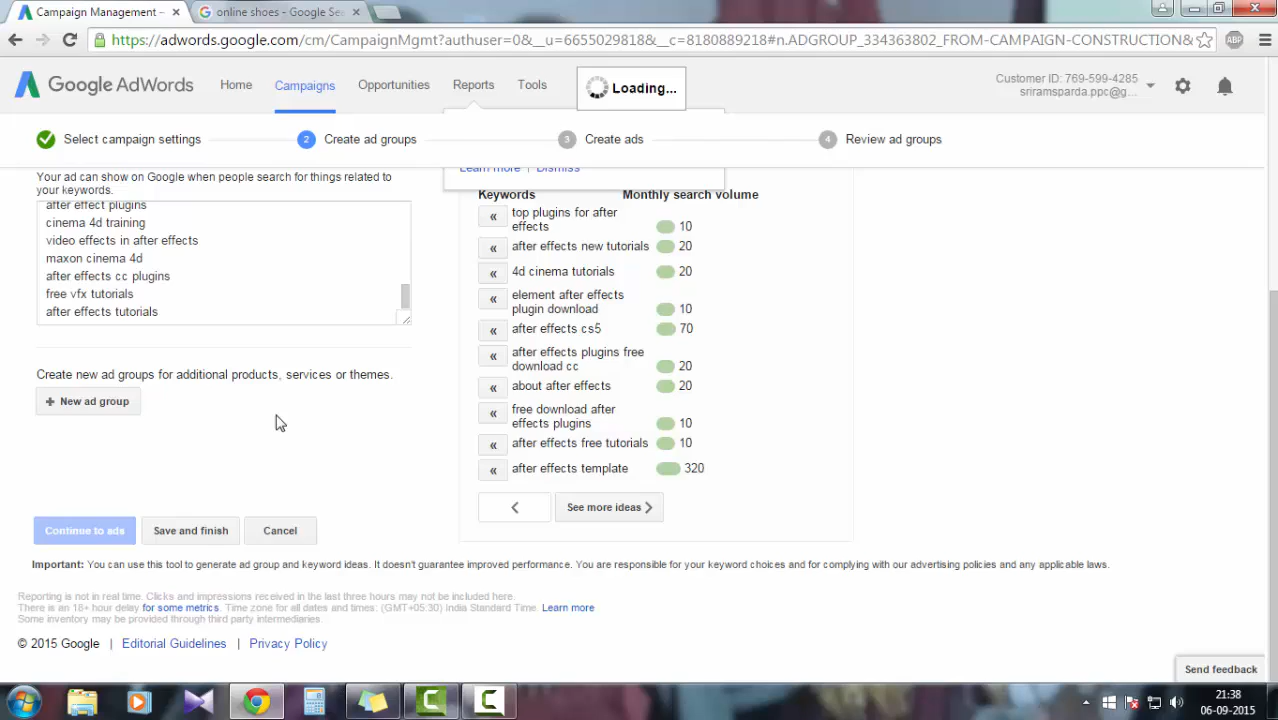 Campaign Management –
online shoes - Google Sea
https://adwords.google.com/cm/CampaignMgmt?authuser=0&__u=6655029818&__c=8180889218#n.ADGROUP_334363802_FROM-CAMPAIGN-CONSTRUCTION&
ABP
Google AdWords
Home
Campaigns
Opportunities
Reports
Tools
Loading...
Customer ID: 769-599-4285
sriramsparda.ppc@g...
Select campaign settings
2 Create ad groups
3 Create ads
4 Review ad groups
Learn more | Dismiss
Your ad can show on Google when people search for things related to
your keywords.
after effect plugins
cinema 4d training
video effects in after effects
maxon cinema 4d
after effects cc plugins
free vfx tutorials
after effects tutorials
Create new ad groups for additional products, services or themes.
+ New ad group
Keywords Monthly search volume
« top plugins for after
effects 10
« after effects new tutorials 20
« 4d cinema tutorials 20
« element after effects
plugin download 10
« after effects cs5 70
« after effects plugins free
download cc 20
« about after effects 20
« free download after
effects plugins 10
« after effects free tutorials 10
« after effects template 320
See more ideas
Continue to ads
Save and finish
Cancel
Important: You can use this tool to generate ad group and keyword ideas. It doesn't guarantee improved performance. You are responsible for your keyword choices and for complying with our advertising policies and any applicable laws.
Reporting is not in real time. Clicks and impressions received in the last three hours may not be included here.
There is an 18+ hour delay for some metrics. Time zone for all dates and times: (GMT+05:30) India Standard Time. Learn more
Some inventory may be provided through third party intermediaries.
© 2015 Google | Editorial Guidelines | Privacy Policy
Send feedback
21:38
06-09-2015